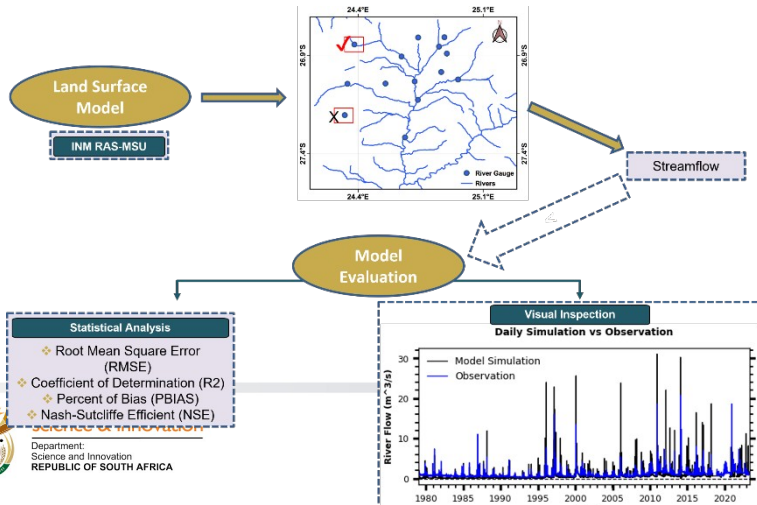 24.4°E 25.1°E
26.9°S 26.9°S
27.4°S 27.4°S
X
River Gauge
Rivers
24.4°E 25.1°E
Land Surface
Model
INM RAS-MSU
Streamflow
Model
Evaluation
Statistical Analysis
Root Mean Square Error
(RMSE)
Coefficient of Determination (R2)
Percent of Bias (PBIAS)
Nash-Sutcliffe Efficient (NSE)
science & innovation
Department:
Science and Innovation
REPUBLIC OF SOUTH AFRICA
Visual Inspection
Daily Simulation vs Observation
Model Simulation
Observation
River Flow (m^3/s)
30
20
10
0
1980 1985 1990 1995 2000 2005 2010 2015 2020